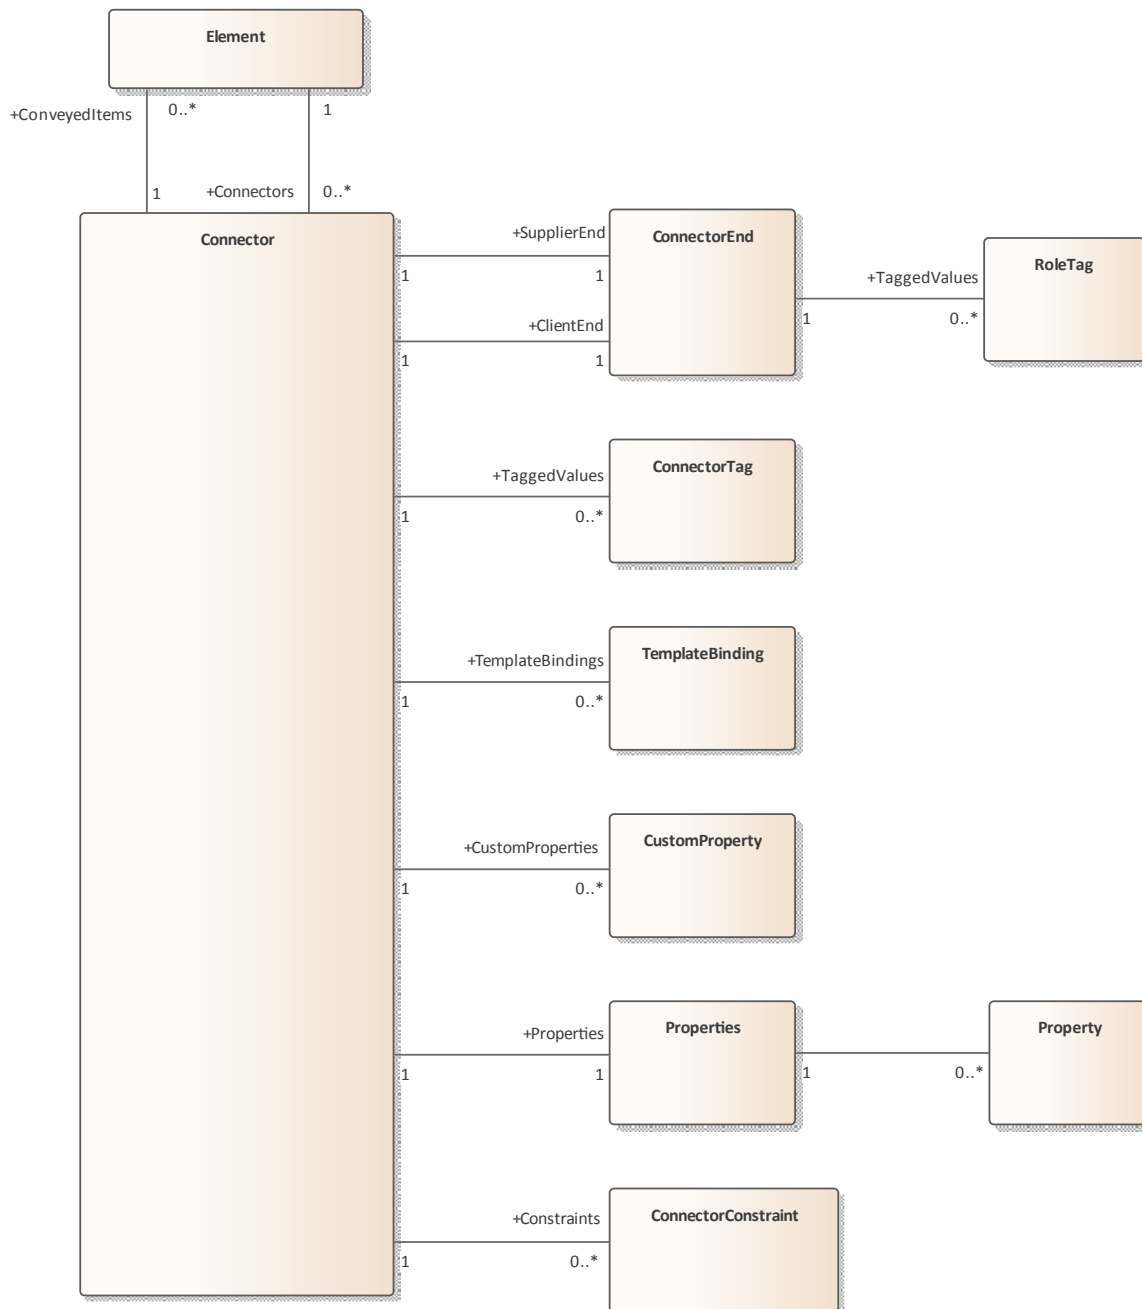 Element
+ConveyedItems
0..*
1
1
+Connectors
0..*
Connector
+SupplierEnd
1
1
ConnectorEnd
+ClientEnd
1
1
+TaggedValues
1
0..*
RoleTag
+TaggedValues
1
0..*
ConnectorTag
+TemplateBindings
1
0..*
TemplateBinding
+CustomProperties
1
0..*
CustomProperty
+Properties
1
1
Properties
1
0..*
Property
+Constraints
1
0..*
ConnectorConstraint